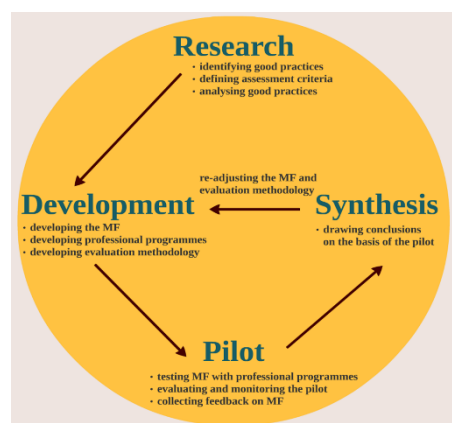 Research
· identifying good practices
· defining assessment criteria
· analysing good practices
re-adjusting the MF and
evaluation methodology
Development
· developing the MF
· developing professional programmes
· developing evaluation methodology
Synthesis
· drawing conclusions
on the basis of the pilot
Pilot
· testing MF with professional programmes
· evaluating and monitoring the pilot
· collecting feedback on MF